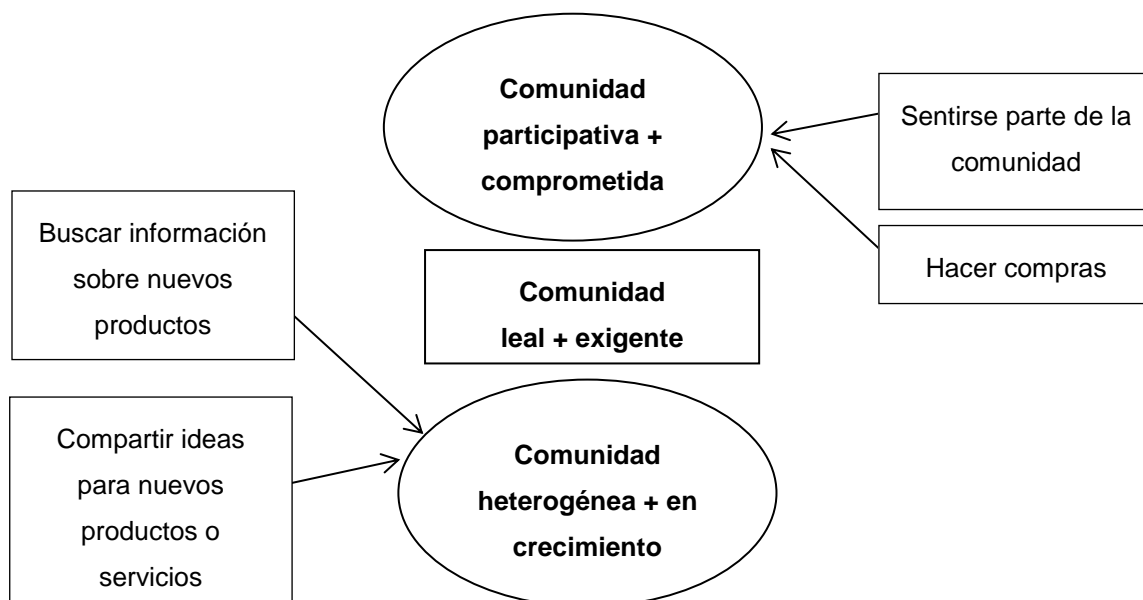 Comunidad
participativa +
comprometida
Sentirse parte de la
comunidad
Buscar información
sobre nuevos
productos
Hacer compras
Comunidad
leal + exigente
Compartir ideas
para nuevos
productos o
servicios
Comunidad
heterogénea + en
crecimiento